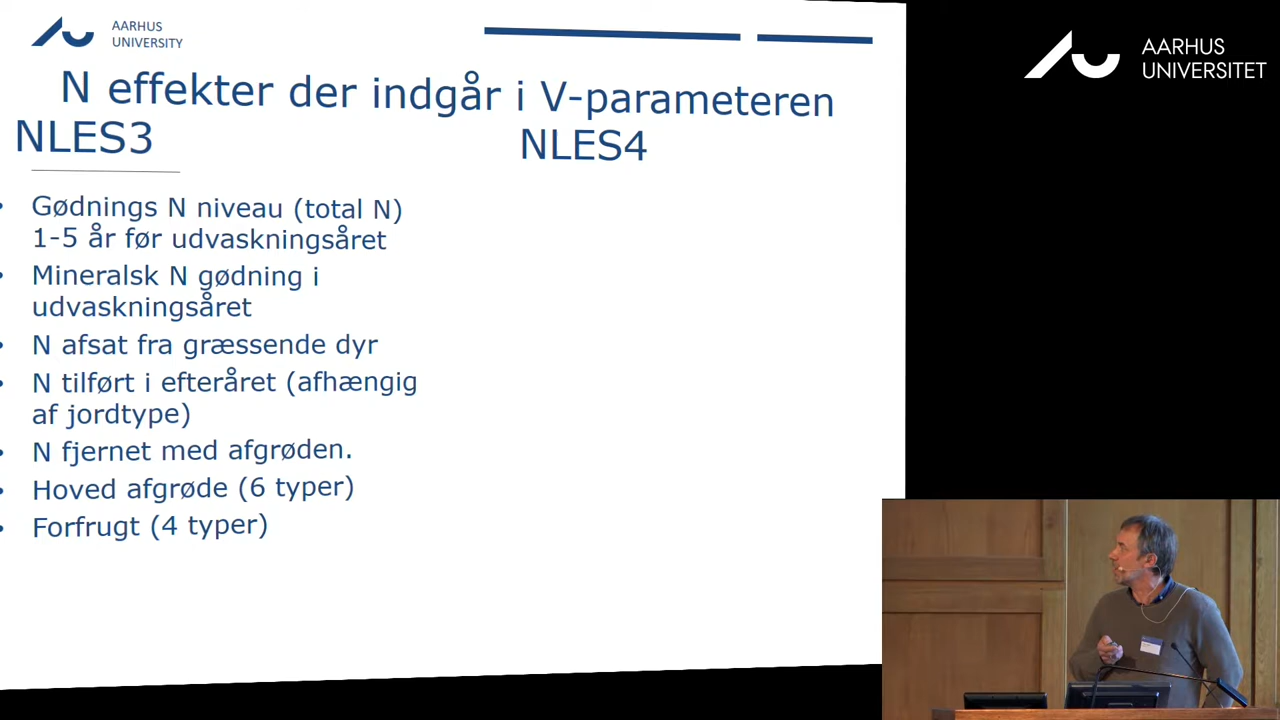 AARHUS
UNIVERSITY
AARHUS
UNIVERSITET
N effekter der indgår i V-parameteren
NLES3
NLES4
Gødnings N niveau (total N)
1-5 år før udvaskningsåret
Mineralsk N gødning i
udvaskningsåret
N afsat fra græssende dyr
N tilført i efteråret (afhængig
af jordtype)
N fjernet med afgrøden.
Hoved afgrøde (6 typer)
Forfrugt (4 typer)